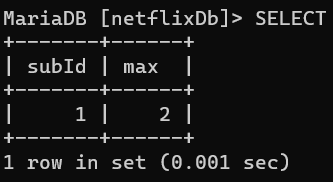 MariaDB [netflixDb]> SELECT
+-------+------+
| subId | max  |
+-------+------+
|     1 |    2 |
+-------+------+
1 row in set (0.001 sec)